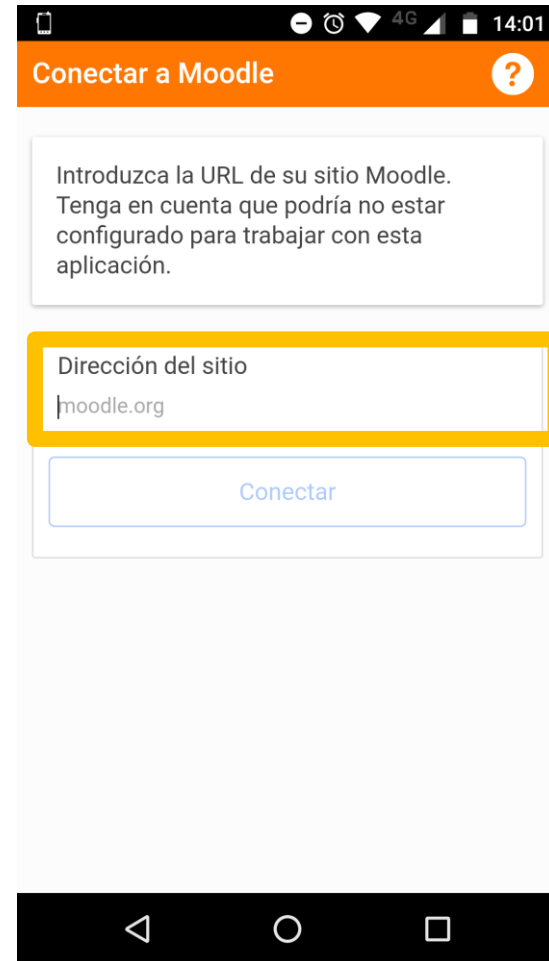 4G 14:01
Conectar a Moodle ?
Introduzca la URL de su sitio Moodle.
Tenga en cuenta que podría no estar
configurado para trabajar con esta
aplicación.
Dirección del sitio
moodle.org
Conectar